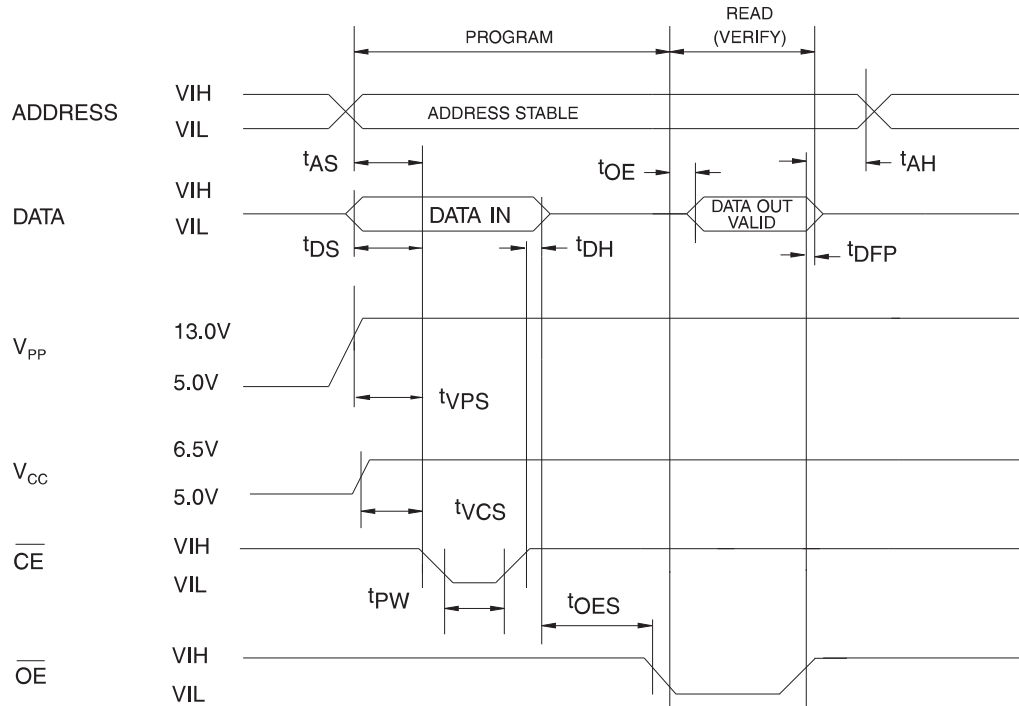 READ
PROGRAM (VERIFY)
ADDRESS VIH
VIL
ADDRESS STABLE
tAS
tOE
tAH
DATA VIH
VIL
DATA IN
DATA OUT
VALID
tDS
tDH
tDFP
VPP
13.0V
5.0V
tVPS
VCC
6.5V
5.0V
tVCS
CE VIH
VIL
tPW
tOES
OE VIH
VIL